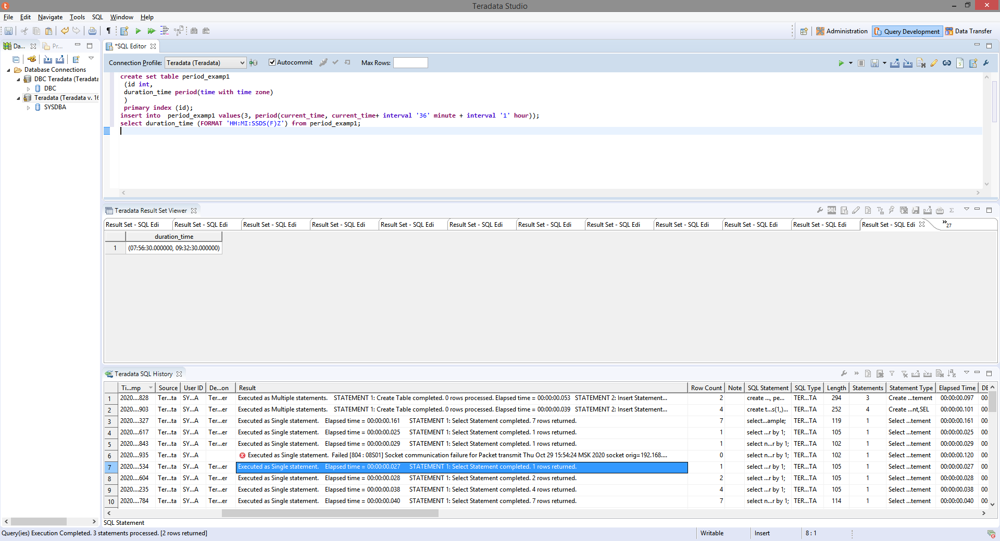 Teradata Studio
File Edit Navigate Tools SQL Window Help
Administration Query Development Data Transfer
Da... Pr...
*SQL Editor
Connection Profile: Teradata (Teradata) Autocommit Max Rows:
Database Connections
DBC Teradata (Teradata
DBC
Teradata (Teradata v. 16
SYSDBA
create set table period_examp1
(id int,
duration_time period(time with time zone)
)
primary index (id);
insert into period_examp1 values(3, period(current_time, current_time+ interval '36' minute + interval '1' hour));
select duration_time (FORMAT 'HH:MI:SSDS(F)Z') from period_examp1;
Teradata Result Set Viewer
Result Set - SQL Edi Result Set - SQL Edi Result Set - SQL Edi Result Set - SQL Edi Result Set - SQL Edi Result Set - SQL Edi Result Set - SQL Edi Result Set - SQL Edi Result Set - SQL Edi Result Set - SQL Edi Result Set - SQL Edi Result Set - SQL Edi »27
duration_time
1 (07:56:30.000000, 09:32:30.000000)
Teradata SQL History
Ti...mp Source User ID De...on Result Row Count Note SQL Statement SQL Type Length Statements Statement Type Elapsed Time DE
1 2020....828 Ter...ta SY...A Ter...er Executed as Multiple statements. STATEMENT 1: Create Table completed. 0 rows processed. Elapsed time = 00:00:00.053 STATEMENT 2: Insert Statement... 2 create ..., pe... TER...TA 294 3 Create ...tement 00:00:00.097 00:
2 2020....903 Ter...ta SY...A Ter...er Executed as Multiple statements. STATEMENT 1: Create Table completed. 0 rows processed. Elapsed time = 00:00:00.039 STATEMENT 2: Insert Statement... 4 create t...s(1,)... TER...TA 252 4 Create ...nt,SEL 00:00:00.101 00:
3 2020....327 Ter...ta SY...A Ter...er Executed as Single statement. Elapsed time = 00:00:00.161 STATEMENT 1: Select Statement completed. 7 rows returned. 7 select...ample; TER...TA 119 1 Select ...tement 00:00:00.161 00:
4 2020....617 Ter...ta SY...A Ter...er Executed as Single statement. Elapsed time = 00:00:00.025 STATEMENT 1: Select Statement completed. 1 rows returned. 1 select ...r by 1; TER...TA 105 1 Select ...tement 00:00:00.025 00:
5 2020....843 Ter...ta SY...A Ter...er Executed as Single statement. Elapsed time = 00:00:00.029 STATEMENT 1: Select Statement completed. 1 rows returned. 1 select n...r by 1; TER...TA 102 1 Select ...tement 00:00:00.029 00:
6 2020....935 Ter...ta SY...A Executed as Single statement. Failed [804 : 08S01] Socket communication failure for Packet transmit Thu Oct 29 15:54:24 MSK 2020 socket orig=192.168.... 0 select n...r by 1; TER...TA 102 1 Select ...tement 00:00:00.120 00:
7 2020....534 Ter...ta SY...A Ter...er Executed as Single statement. Elapsed time = 00:00:00.027 STATEMENT 1: Select Statement completed. 1 rows returned. 1 select ...r by 1; TER...TA 105 1 Select ...tement 00:00:00.027 00:
8 2020....604 Ter...ta SY...A Ter...er Executed as Single statement. Elapsed time = 00:00:00.028 STATEMENT 1: Select Statement completed. 2 rows returned. 2 select ...r by 1; TER...TA 105 1 Select ...tement 00:00:00.028 00:
9 2020....235 Ter...ta SY...A Ter...er Executed as Single statement. Elapsed time = 00:00:00.038 STATEMENT 1: Select Statement completed. 4 rows returned. 4 select ...r by 1; TER...TA 105 1 Select ...tement 00:00:00.038 00:
10 2020....784 Ter...ta SY...A Ter...er Executed as Single statement. Elapsed time = 00:00:00.040 STATEMENT 1: Select Statement completed. 7 rows returned. 7 select n...r by 1; TER...TA 114 1 Select ...tement 00:00:00.040 00:
SQL Statement
Query(ies) Execution Completed. 3 statements processed. [2 rows returned] Writable Insert 8 : 1